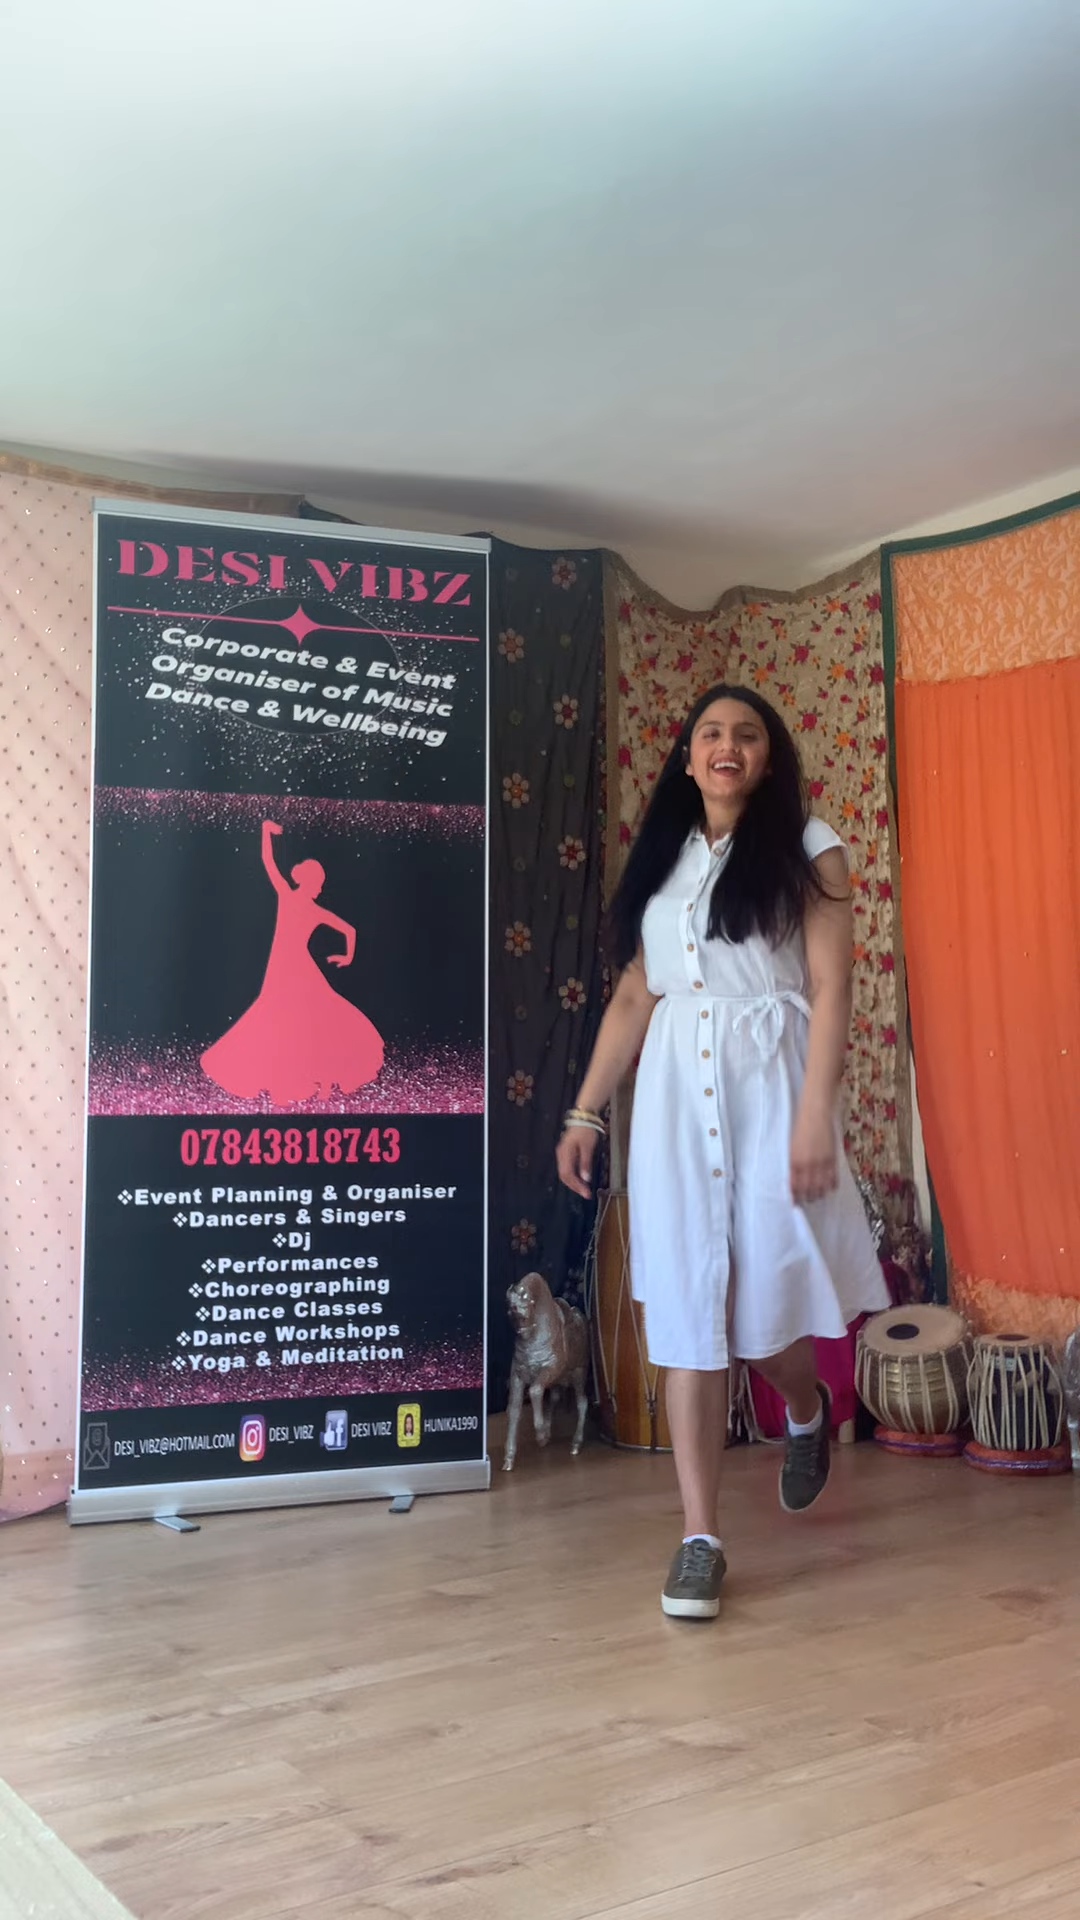 DESI VIBZ
Corporate & Event
Organiser of Music
Dance & Wellbeing
07843818743
❖Event Planning & Organiser
❖Dancers & Singers
❖Dj
❖Performances
❖Choreographing
❖Dance Classes
❖Dance Workshops
❖Yoga & Meditation
DESI_VIBZ@HOTMAIL.COM DESI_VIBZ DESI VIBZ HUNIKA1990